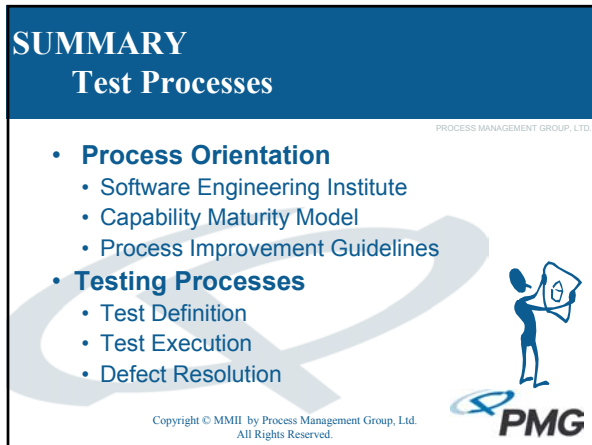 SUMMARY
Test Processes
PROCESS MANAGEMENT GROUP, LTD.
• Process Orientation
• Software Engineering Institute
• Capability Maturity Model
• Process Improvement Guidelines
• Testing Processes
• Test Definition
• Test Execution
• Defect Resolution
Copyright © MMII by Process Management Group, Ltd.
All Rights Reserved.
PMG